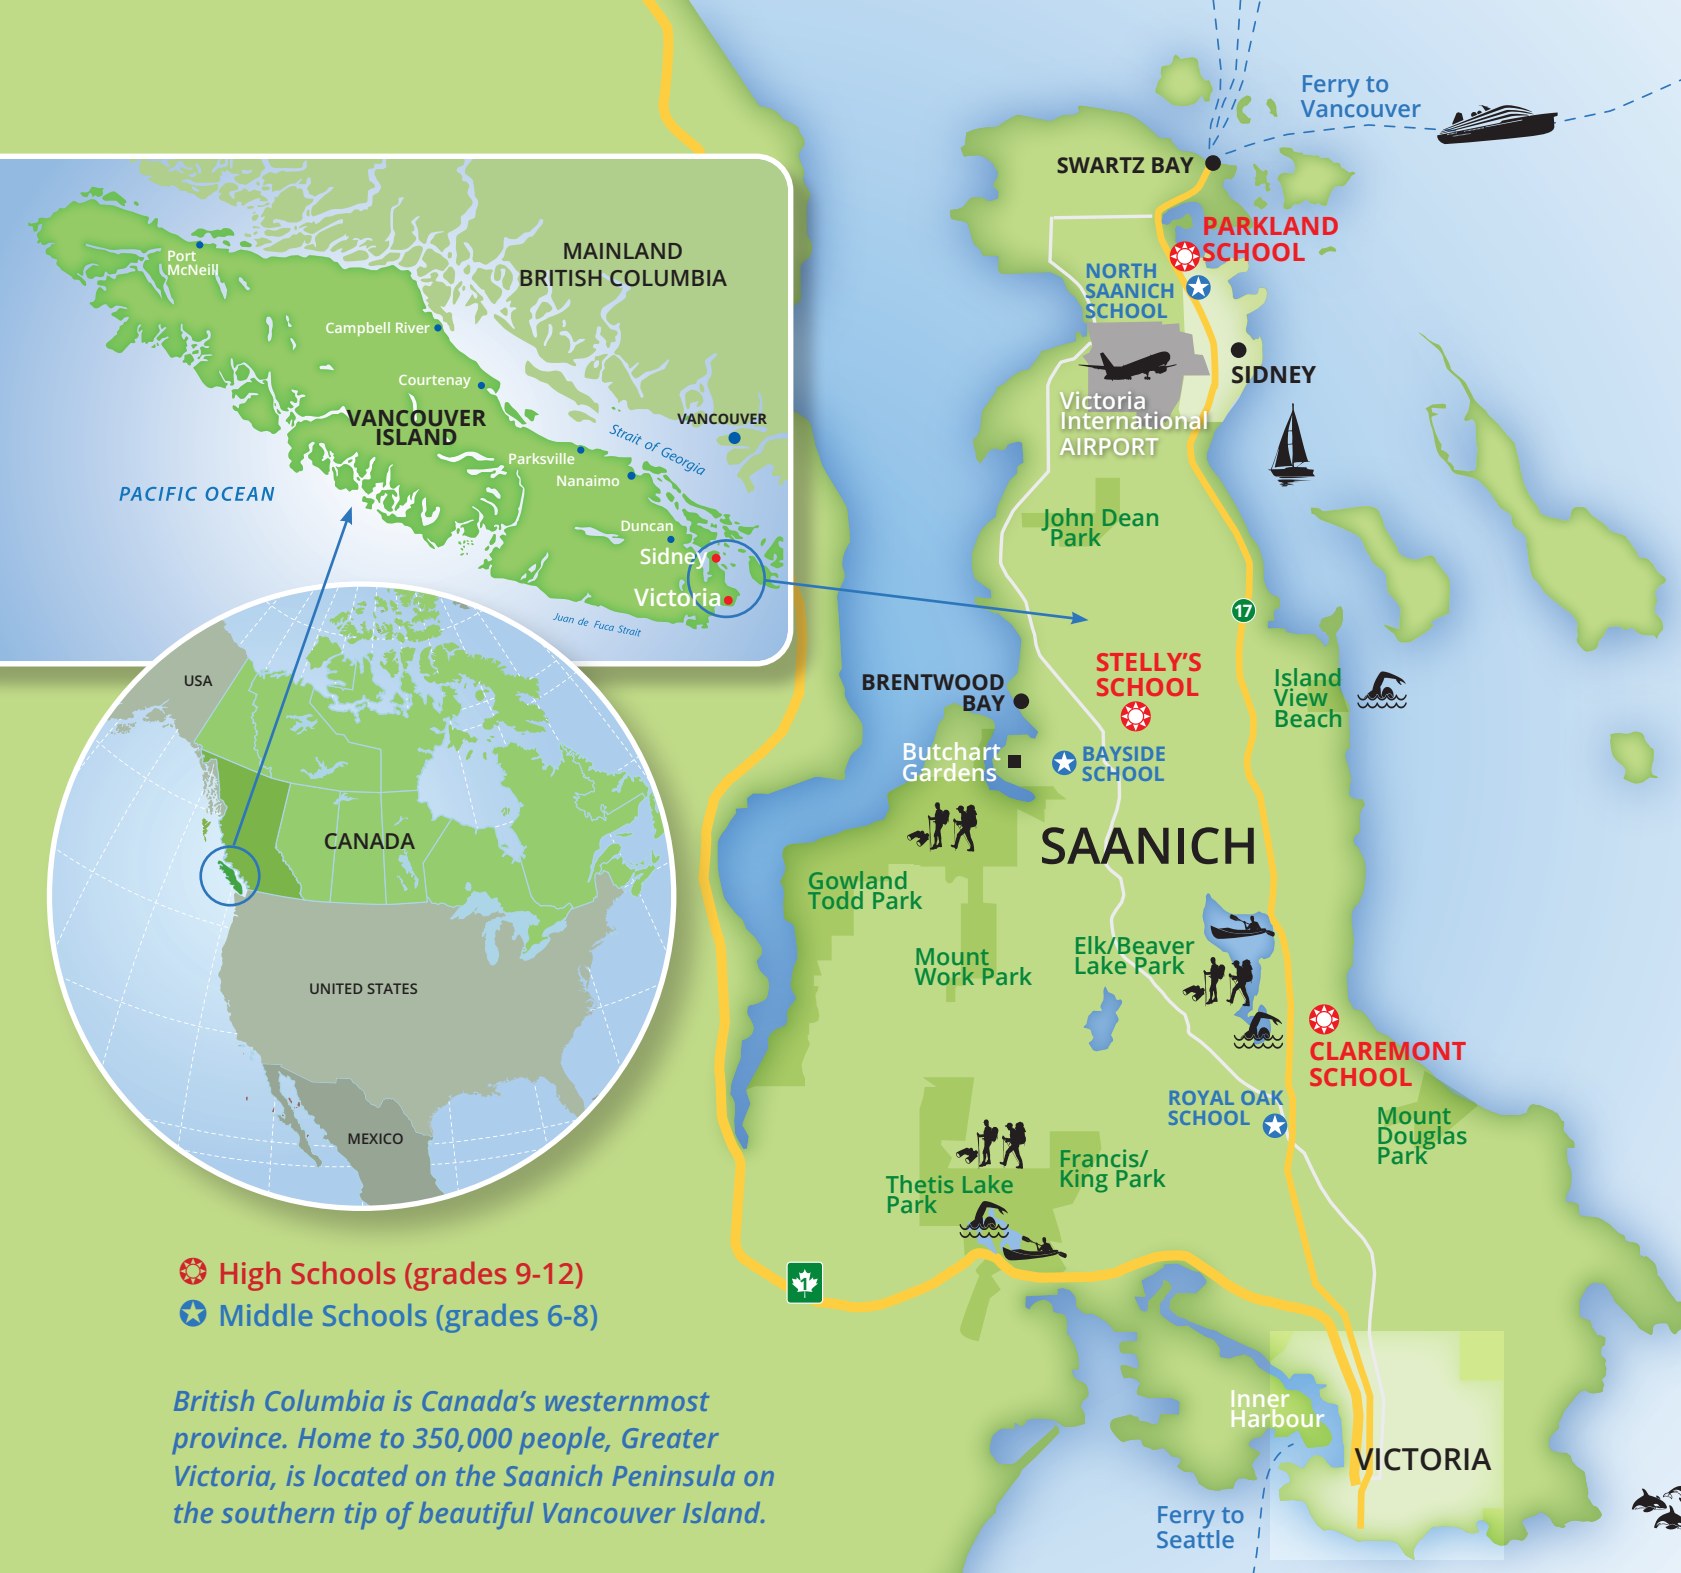 Ferry to
Vancouver
SWARTZ BAY
PARKLAND
SCHOOL
NORTH
SAANICH
SCHOOL
SIDNEY
Victoria
International
AIRPORT
John Dean
Park
17
MAINLAND
BRITISH COLUMBIA
Port
McNeill
Campbell River
Courtenay
VANCOUVER
ISLAND
VANCOUVER
Strait of Georgia
Parksville
Nanaimo
PACIFIC OCEAN
Duncan
Sidney
Victoria
Juan de Fuca Strait
USA
CANADA
UNITED STATES
MEXICO
STELLY'S
SCHOOL
BRENTWOOD
BAY
Island
View
Beach
Butchart
Gardens
BAYSIDE
SCHOOL
SAANICH
Gowland
Todd Park
Mount
Work Park
Elk/Beaver
Lake Park
CLAREMONT
SCHOOL
ROYAL OAK
SCHOOL
Mount
Douglas
Park
Francis/
King Park
Thetis Lake
Park
1
High Schools (grades 9-12)
Middle Schools (grades 6-8)
British Columbia is Canada's westernmost
province. Home to 350,000 people, Greater
Victoria, is located on the Saanich Peninsula on
the southern tip of beautiful Vancouver Island.
Inner
Harbour
VICTORIA
Ferry to
Seattle